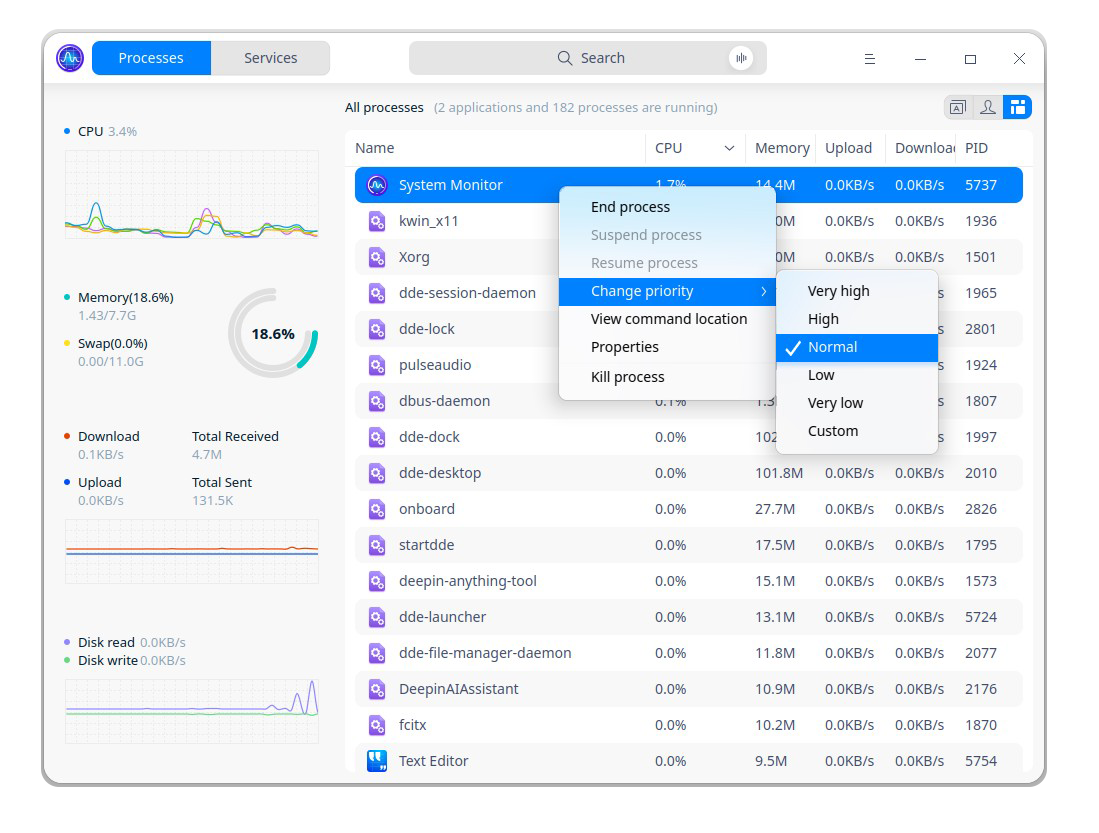 Processes Services Search
All processes (2 applications and 182 processes are running)
CPU 3.4%
Memory(18.6%)
1.43/7.7G
Swap(0.0%)
0.00/11.0G
18.6%
Download Total Received
0.1KB/s 4.7M
Upload Total Sent
0.0KB/s 131.5K
Disk read 0.0KB/s
Disk write 0.0KB/s
Name CPU Memory Upload Download PID
System Monitor 1.7% 14.4M 0.0KB/s 0.0KB/s 5737
kwin_x11 0.0KB/s 0.0KB/s 1936
Xorg 0.0KB/s 0.0KB/s 1501
dde-session-daemon 1965
dde-lock 2801
pulseaudio 1924
dbus-daemon 0.1% 1807
dde-dock 0.0% 1997
dde-desktop 0.0% 101.8M 0.0KB/s 0.0KB/s 2010
onboard 0.0% 27.7M 0.0KB/s 0.0KB/s 2826
startdde 0.0% 17.5M 0.0KB/s 0.0KB/s 1795
deepin-anything-tool 0.0% 15.1M 0.0KB/s 0.0KB/s 1573
dde-launcher 0.0% 13.1M 0.0KB/s 0.0KB/s 5724
dde-file-manager-daemon 0.0% 11.8M 0.0KB/s 0.0KB/s 2077
DeepinAIAssistant 0.0% 10.9M 0.0KB/s 0.0KB/s 2176
fcitx 0.0% 10.2M 0.0KB/s 0.0KB/s 1870
Text Editor 0.0% 9.5M 0.0KB/s 0.0KB/s 5754
End process
Suspend process
Resume process
Change priority
View command location
Properties
Kill process
Very high
High
Normal
Low
Very low
Custom